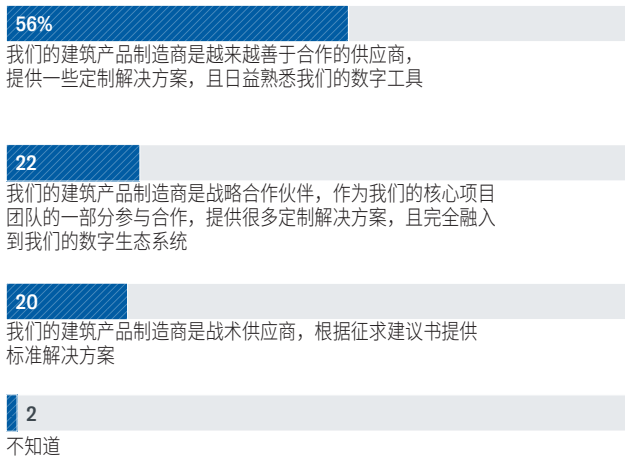 56%
我们的建筑产品制造商是越来越善于合作的供应商，
提供一些定制解决方案，且日益熟悉我们的数字工具
22
我们的建筑产品制造商是战略合作伙伴，作为我们的核心项目
团队的一部分参与合作，提供很多定制解决方案，且完全融入
到我们的数字生态系统
20
我们的建筑产品制造商是战术供应商，根据征求建议书提供
标准解决方案
2
不知道